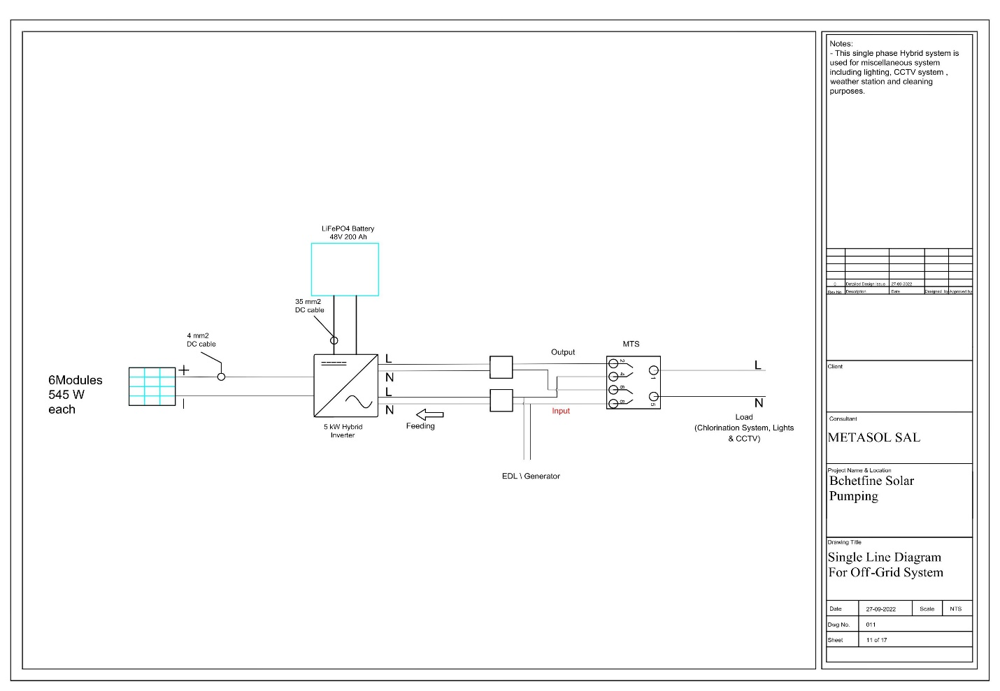 LiFePO4 Battery
48V 200 Ah
35 mm2
DC cable
4 mm2
DC cable
6Modules
545 W
each
+
|
5 kW Hybrid
Inverter
L
N
L
N
Feeding
Output
Input
EDL \ Generator
MTS
2
4
6
8
1
5
L
N
Load
(Chlorination System, Lights
& CCTV)
Notes:
- This single phase Hybrid system is
used for miscellaneous system
including lighting, CCTV system ,
weather station and cleaning
purposes.
0 Detailed Design Issue 27-09-2022
Rev.No. Description Date Designed by Approved by
Client
Consultant
METASOL SAL
Project Name & Location
Bchetfine Solar
Pumping
Drawing Title
Single Line Diagram
For Off-Grid System
Date 27-09-2022 Scale NTS
Dwg No. 011
Sheet 11 of 17